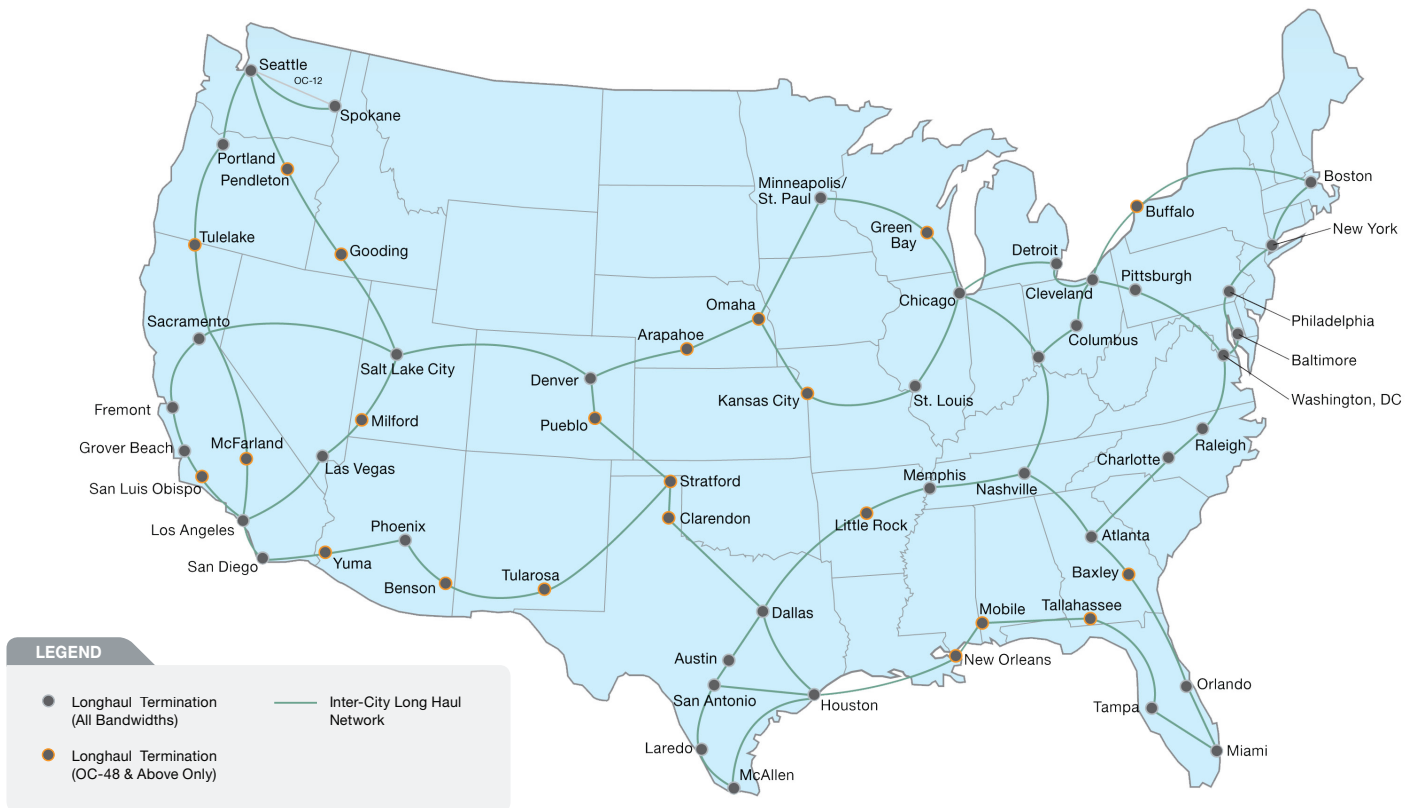 Seattle
OC-12
Spokane
Portland
Pendleton
Tulelake
Gooding
Sacramento
Salt Lake City
Fremont
Grover Beach
McFarland
San Luis Obispo
Milford
Las Vegas
Los Angeles
San Diego
Yuma
Phoenix
Benson
Tularosa
Denver
Pueblo
Arapahoe
Omaha
Minneapolis/
St. Paul
Green
Bay
Chicago
Kansas City
St. Louis
Stratford
Clarendon
Dallas
Austin
San Antonio
Houston
Laredo
McAllen
Little Rock
Memphis
Nashville
Detroit
Cleveland
Columbus
Pittsburgh
Buffalo
Boston
New York
Philadelphia
Baltimore
Washington, DC
Raleigh
Charlotte
Atlanta
Baxley
Tallahassee
Mobile
New Orleans
Orlando
Tampa
Miami
LEGEND
Longhaul Termination
(All Bandwidths)
Inter-City Long Haul
Network
Longhaul Termination
(OC-48 & Above Only)